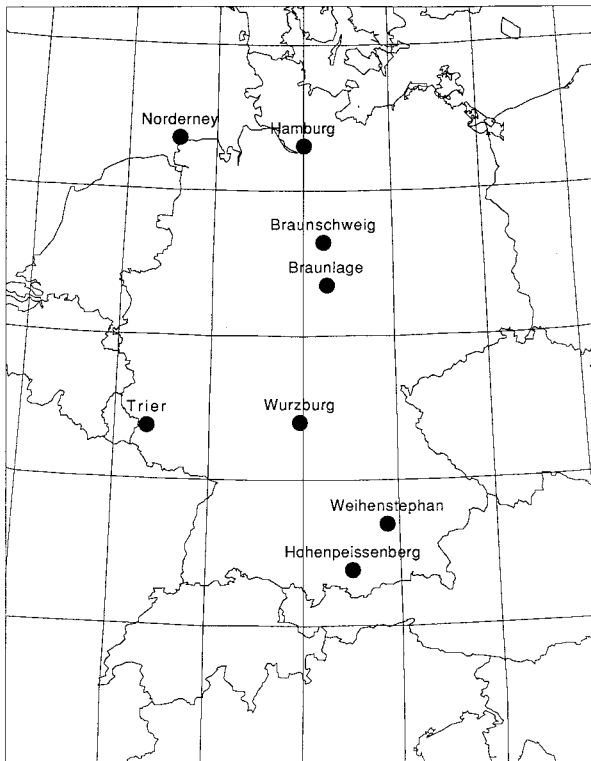 Norderney
Hamburg
Braunschweig
Braunlage
Trier
Wurzburg
Weihenstephan
Hohenpeissenberg